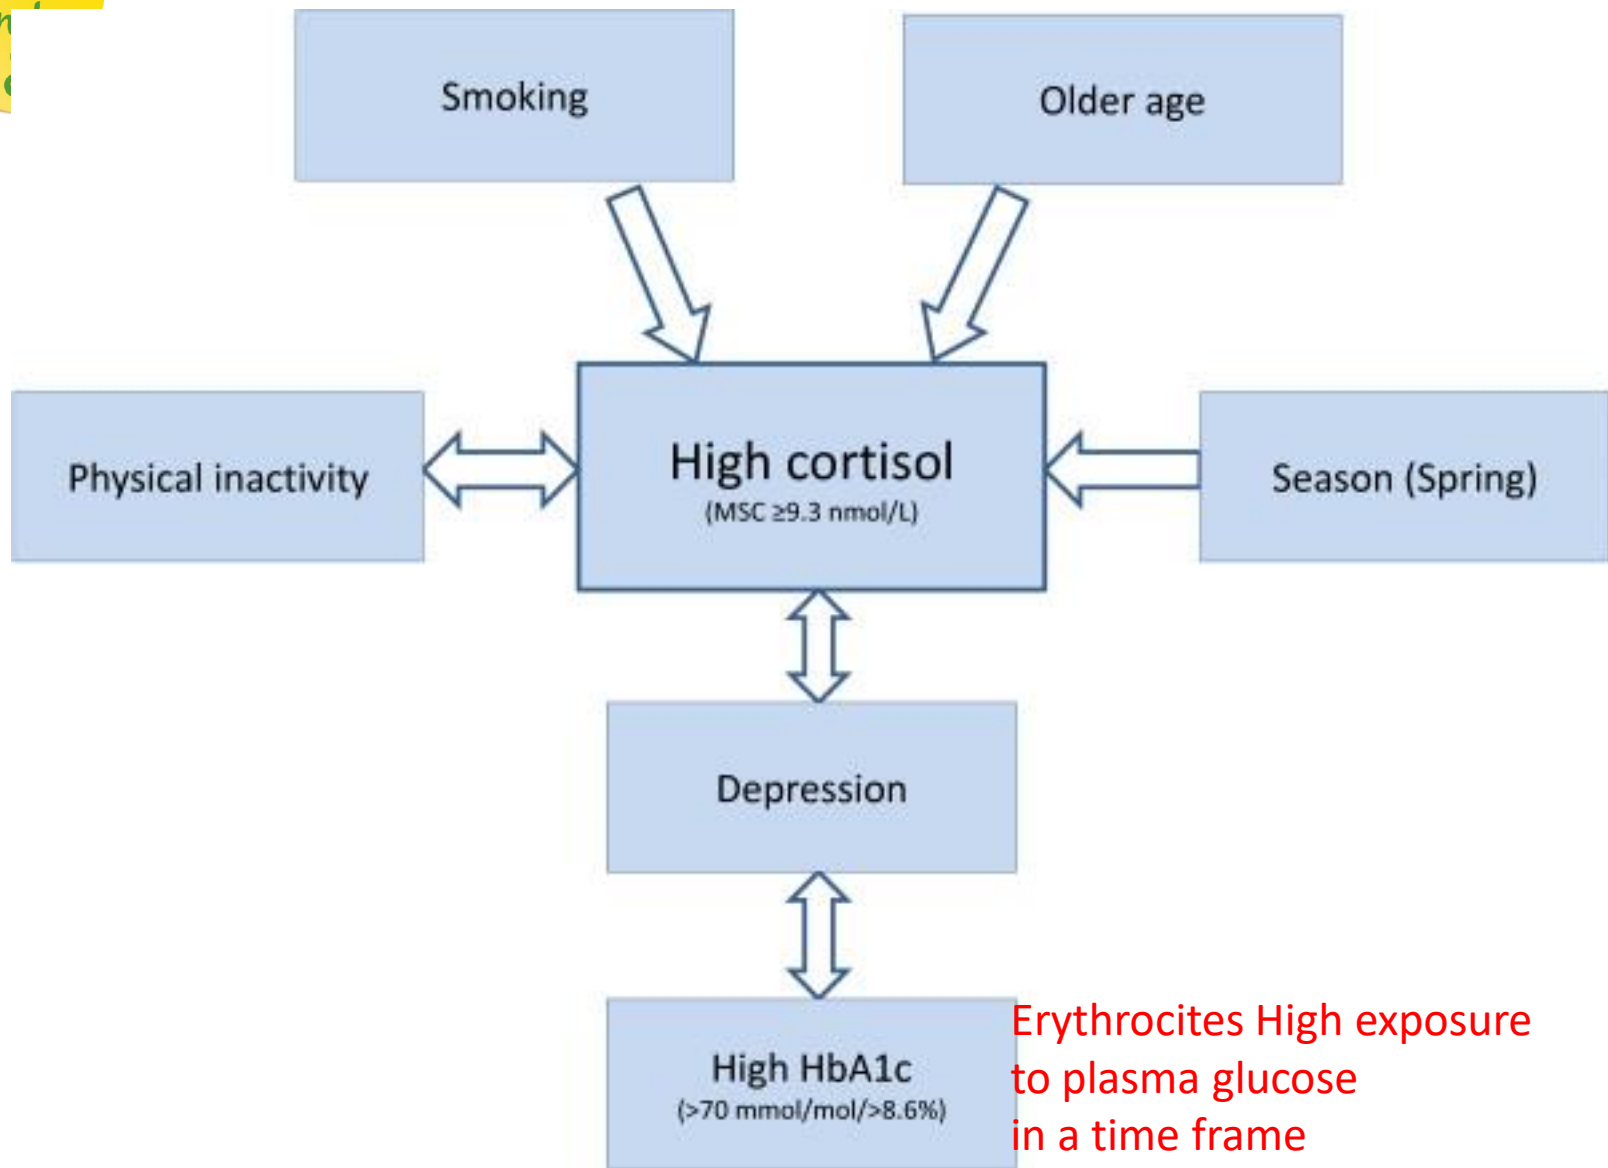 Smoking
Older age
Physical inactivity
High cortisol
(MSC ≥9.3 nmol/L)
Season (Spring)
Depression
High HbA1c
(>70 mmol/mol/>8.6%)
Erythrocites High exposure
to plasma glucose
in a time frame